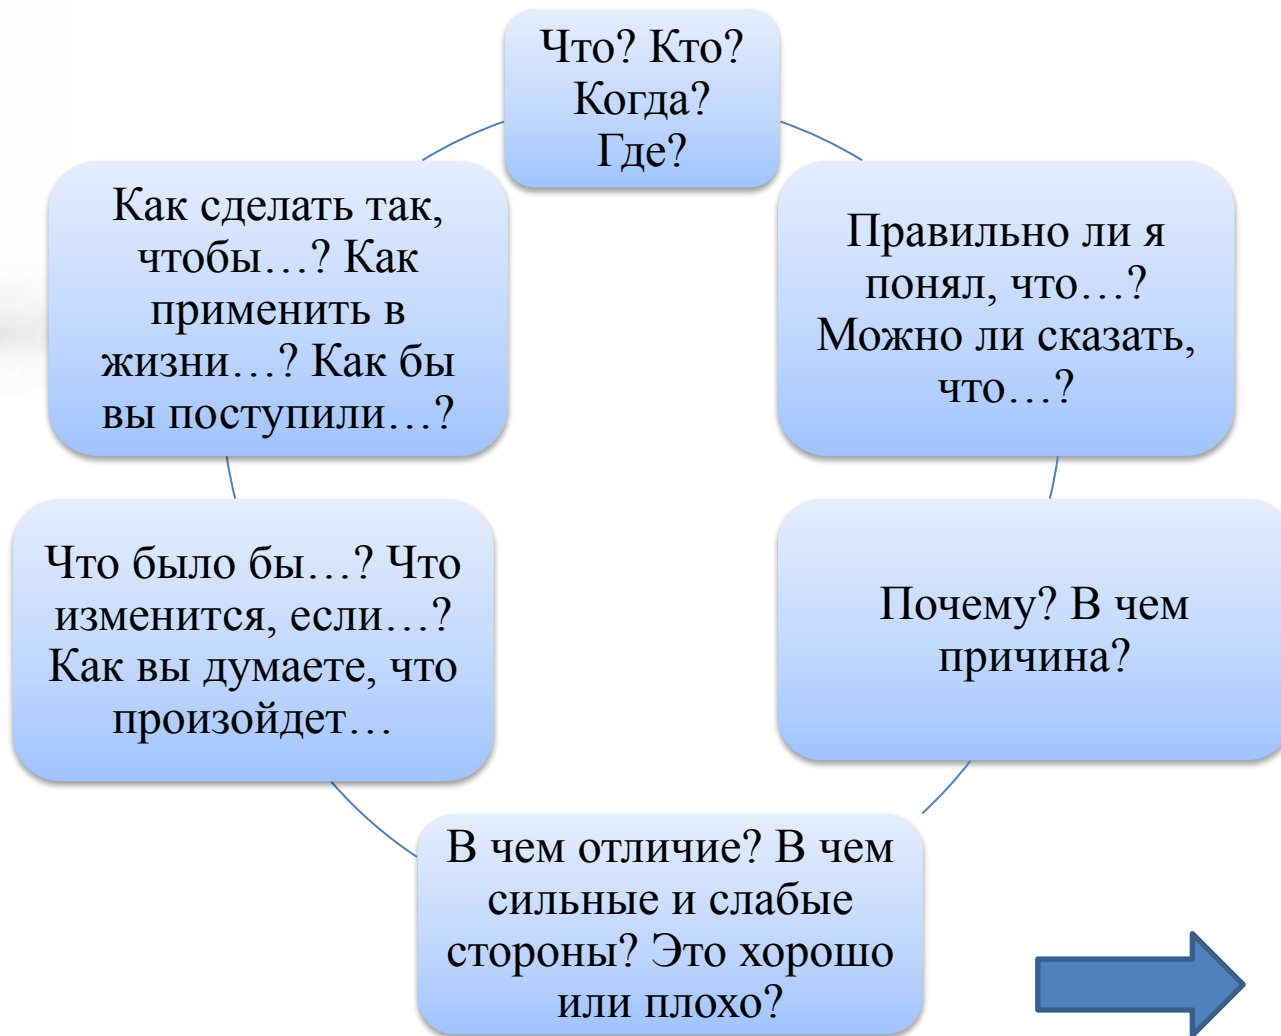 Что? Кто?
Когда?
Где?
Правильно ли я
понял, что…?
Можно ли сказать,
что…?
Почему? В чем
причина?
В чем отличие? В чем
сильные и слабые
стороны? Это хорошо
или плохо?
Что было бы…? Что
изменится, если…?
Как вы думаете, что
произойдет…
Как сделать так,
чтобы…? Как
применить в
жизни…? Как бы
вы поступили…?